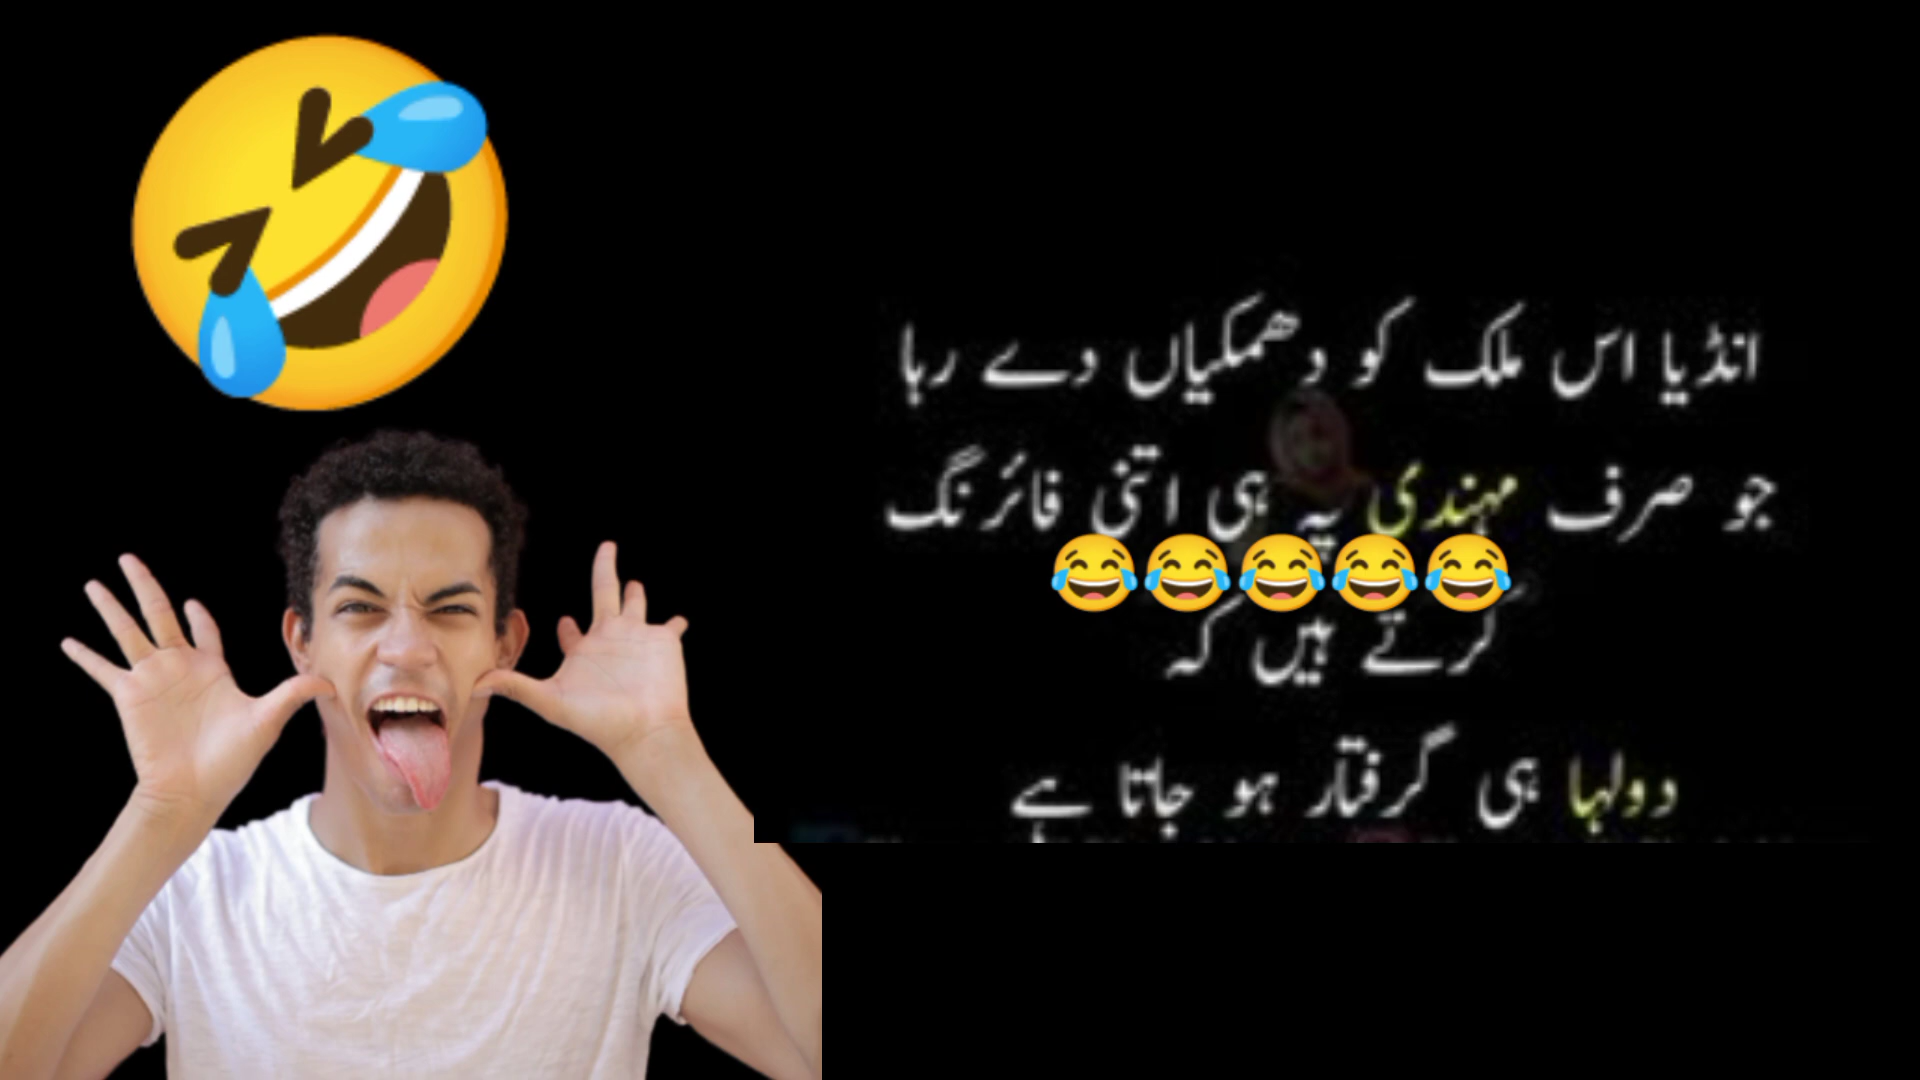 انڈیا اس ملک کو دھمکیاں دے رہا
جو صرف مہندی پہ ہی اتنی فائرنگ
😂😂😂😂😂
کرتے ہیں کہ
دولہا ہی گرفتار ہو جاتا ہے